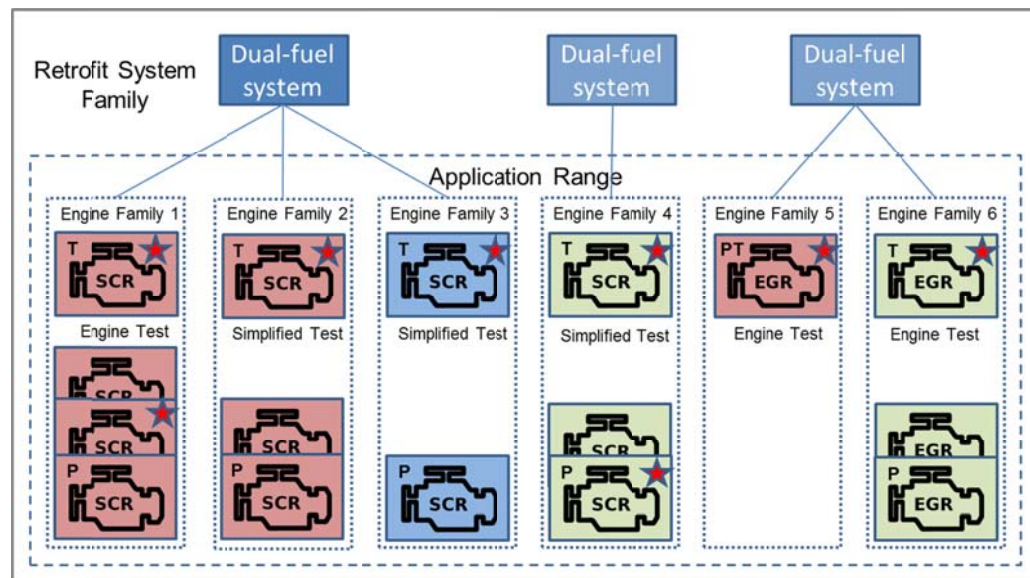 Retrofit System
Family
Dual-fuel
system
Dual-fuel
system
Dual-fuel
system
Application Range
Engine Family 1
Engine Family 2
Engine Family 3
Engine Family 4
Engine Family 5
Engine Family 6
T
SCR
T
SCR
T
SCR
T
SCR
PT
EGR
T
EGR
Engine Test
Simplified Test
Simplified Test
Simplified Test
Engine Test
Engine Test
SCR
SCR
P
SCR
SCR
P
SCR
P
SCR
SCR
P
SCR
EGR
P
EGR